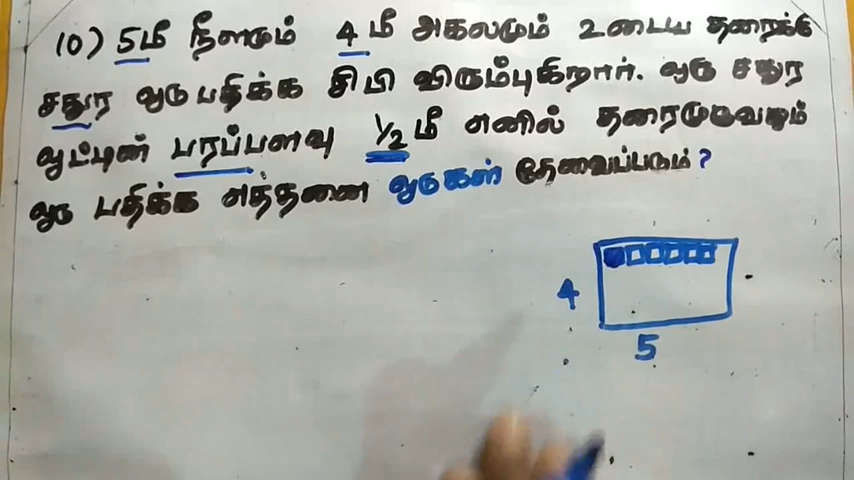 10) 5மீ நீளமும் 4 மீ அகலமும் உடைய தரைக்கு
சதுர ஓடு பதிக்க சிபி விரும்புகிறார். ஒரு சதுர
ஓட்டின் பரப்பளவு 1/2 மீ எனில் தரைமுழுவதும்
ஓடு பதிக்க எத்தனை ஓடுகள் தேவைப்படும்?
4
5